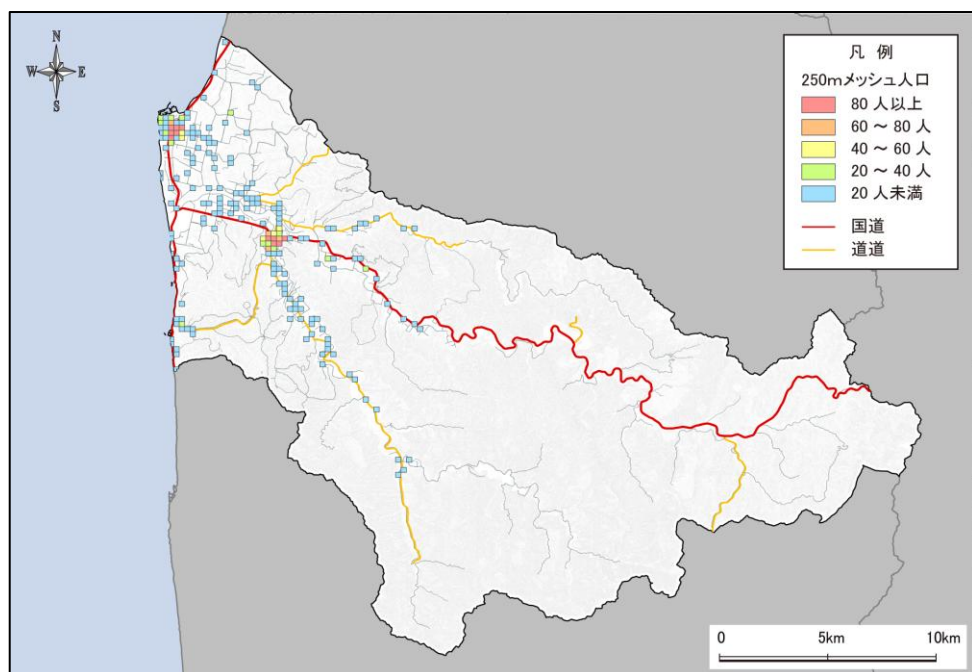 N
W E
S
凡 例
250mメッシュ人口
80 人以上
60 ～ 80 人
40 ～ 60 人
20 ～ 40 人
20 人未満
国道
道道
0 5km 10km